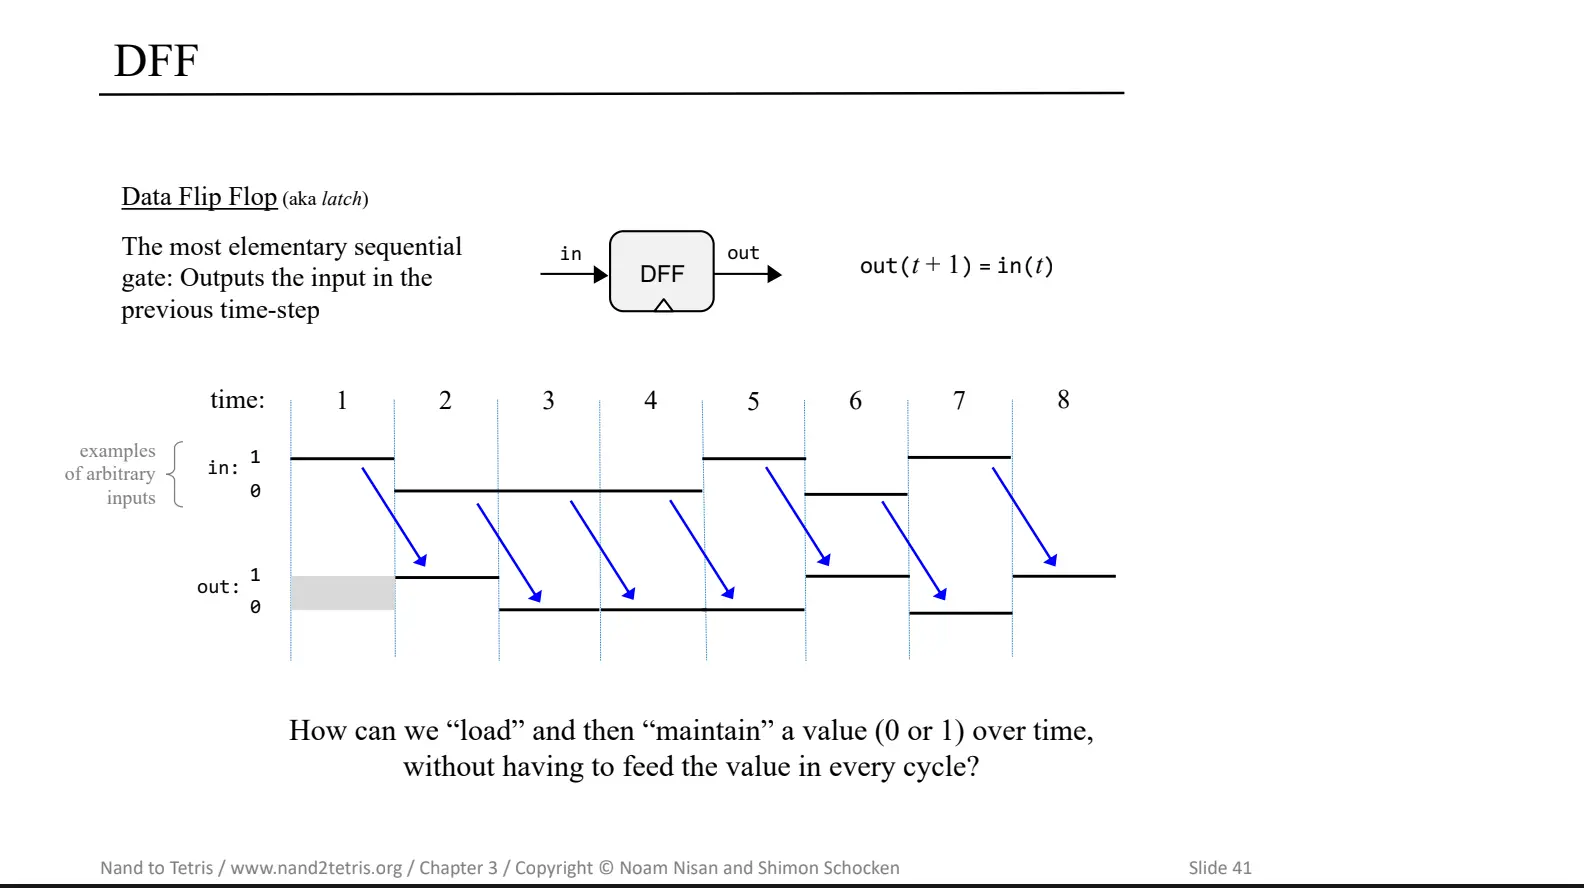 DFF
Data Flip Flop (aka latch)
The most elementary sequential
gate: Outputs the input in the
previous time-step
in
DFF
out
out(t + 1) = in(t)
time: 1 2 3 4 5 6 7 8
examples
of arbitrary
inputs
in: 1
0
out: 1
0
How can we “load” and then “maintain” a value (0 or 1) over time,
without having to feed the value in every cycle?
Nand to Tetris / www.nand2tetris.org / Chapter 3 / Copyright © Noam Nisan and Shimon Schocken
Slide 41